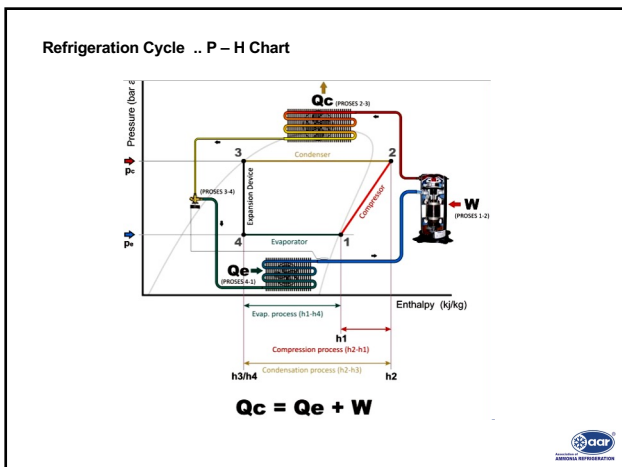 Refrigeration Cycle .. P – H Chart
Pressure (bar a
Qc (PROSES 2-3)
3
Condenser
2
Pc
(PROSES 3-4)
Expansion Device
Compressor
W
(PROSES 1-2)
Pe
4
Evaporator
1
Qe
(PROSES 4-1)
Enthalpy (kj/kg)
Evap. process (h1-h4)
h1
Compression process (h2-h1)
Condensation process (h2-h3)
h3/h4
h2
Qc = Qe + W
aar
Association of
AMMONIA REFRIGERATION